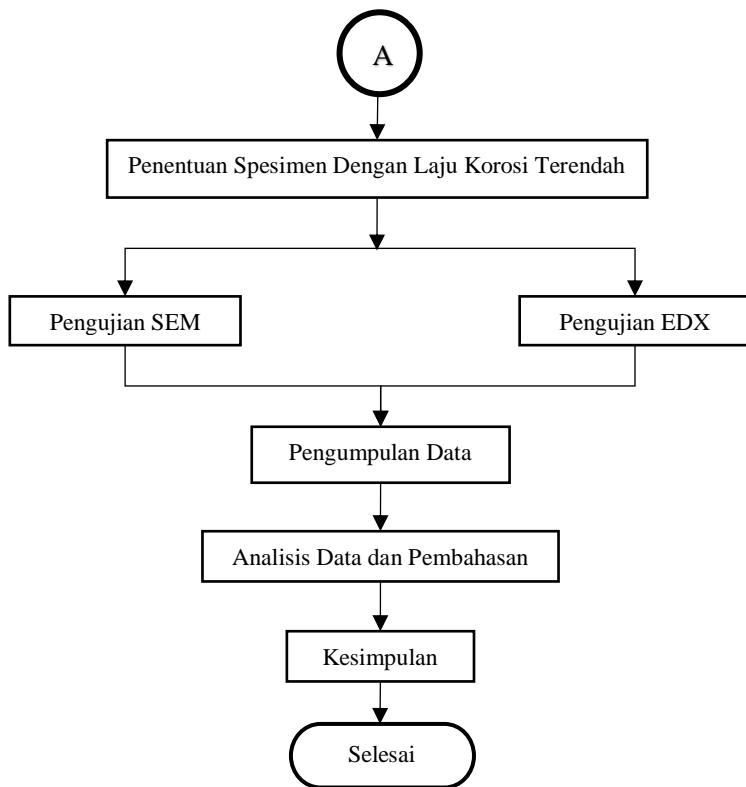 A
Penentuan Spesimen Dengan Laju Korosi Terendah
Pengujian SEM
Pengujian EDX
Pengumpulan Data
Analisis Data dan Pembahasan
Kesimpulan
Selesai